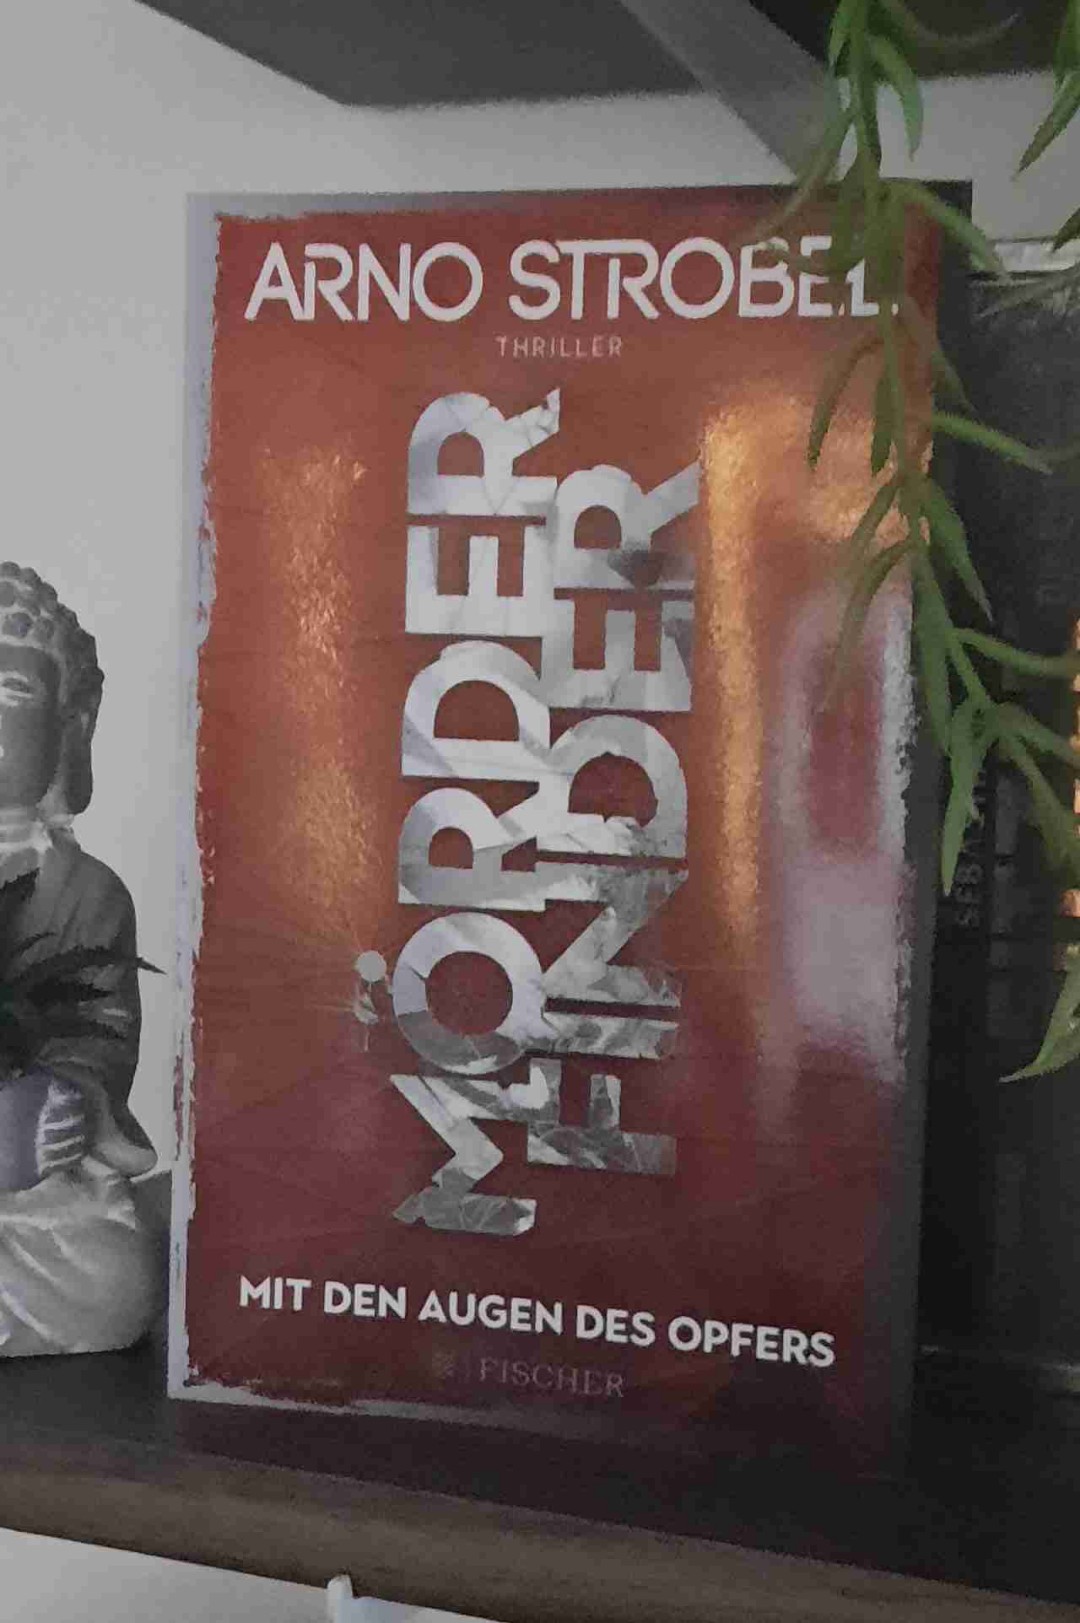 ARNO STROBEL
THRILLER
MÖRDER
FINDER
MIT DEN AUGEN DES OPFERS
FISCHER